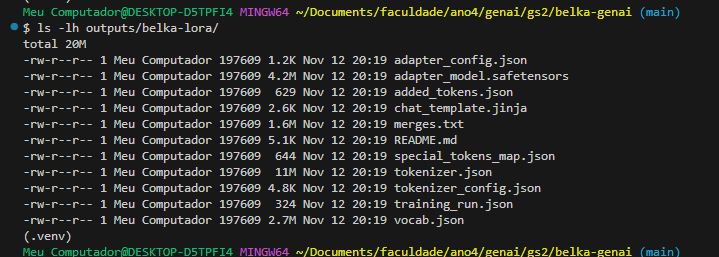 Meu Computador@DESKTOP-D5TPFI4 MINGW64 ~/Documents/faculdade/ano4/genai/gs2/belka-genai (main)
$ ls -lh outputs/belka-lora/
total 20M
-rw-r--r-- 1 Meu Computador 197609 1.2K Nov 12 20:19 adapter_config.json
-rw-r--r-- 1 Meu Computador 197609 4.2M Nov 12 20:19 adapter_model.safetensors
-rw-r--r-- 1 Meu Computador 197609  629 Nov 12 20:19 added_tokens.json
-rw-r--r-- 1 Meu Computador 197609 2.6K Nov 12 20:19 chat_template.jinja
-rw-r--r-- 1 Meu Computador 197609 1.6M Nov 12 20:19 merges.txt
-rw-r--r-- 1 Meu Computador 197609 5.1K Nov 12 20:19 README.md
-rw-r--r-- 1 Meu Computador 197609  644 Nov 12 20:19 special_tokens_map.json
-rw-r--r-- 1 Meu Computador 197609  11M Nov 12 20:19 tokenizer.json
-rw-r--r-- 1 Meu Computador 197609 4.8K Nov 12 20:19 tokenizer_config.json
-rw-r--r-- 1 Meu Computador 197609  324 Nov 12 20:19 training_run.json
-rw-r--r-- 1 Meu Computador 197609 2.7M Nov 12 20:19 vocab.json
(.venv)
Meu Computador@DESKTOP-D5TPFI4 MINGW64 ~/Documents/faculdade/ano4/genai/gs2/belka-genai (main)